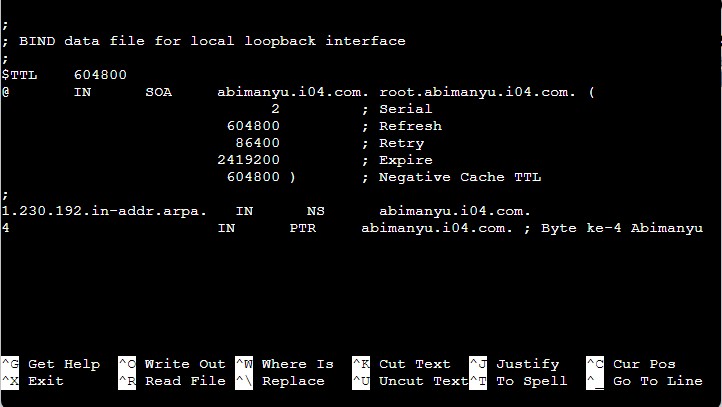 ;
; BIND data file for local loopback interface
;
$TTL    604800
@       IN      SOA     abimanyu.i04.com. root.abimanyu.i04.com. (
                              2         ; Serial
                         604800         ; Refresh
                          86400         ; Retry
                        2419200         ; Expire
                         604800 )       ; Negative Cache TTL
;
1.230.192.in-addr.arpa.   IN      NS      abimanyu.i04.com.
4                       IN      PTR     abimanyu.i04.com. ; Byte ke-4 Abimanyu
^G Get Help  ^O Write Out ^W Where Is  ^K Cut Text  ^J Justify   ^C Cur Pos
^X Exit      ^R Read File ^\ Replace   ^U Uncut Text^T To Spell  ^_ Go To Line